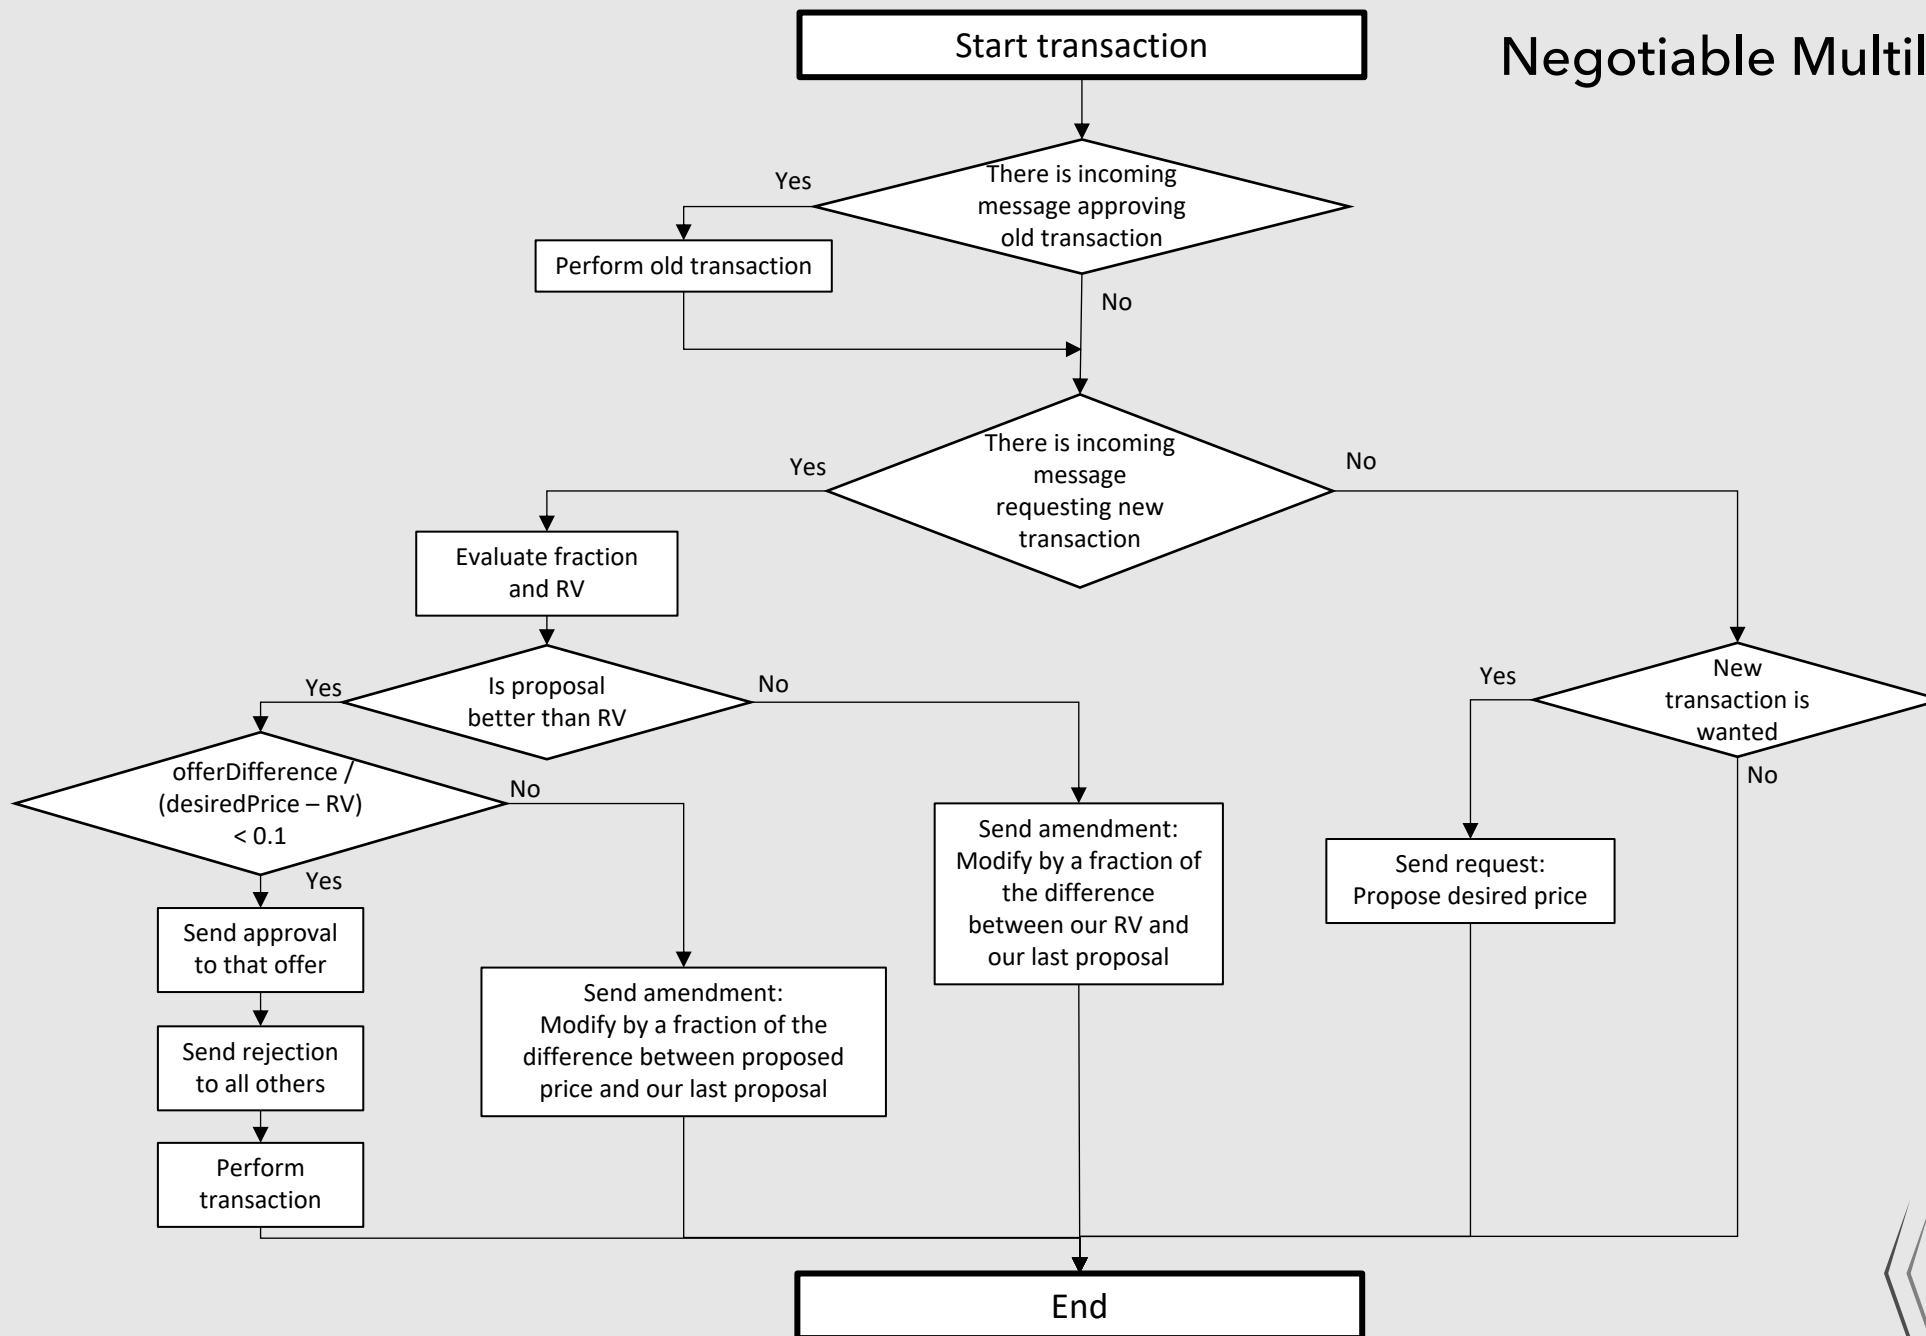 Start transaction
Negotiable Multil
There is incoming
message approving
old transaction
Yes
Perform old transaction
No
There is incoming
message
requesting new
transaction
Yes
No
Evaluate fraction
and RV
Is proposal
better than RV
Yes
No
New
transaction is
wanted
Yes
No
offerDifference /
(desiredPrice – RV)
< 0.1
No
Yes
Send amendment:
Modify by a fraction of
the difference
between our RV and
our last proposal
Send request:
Propose desired price
Send approval
to that offer
Send amendment:
Modify by a fraction of the
difference between proposed
price and our last proposal
Send rejection
to all others
Perform
transaction
End